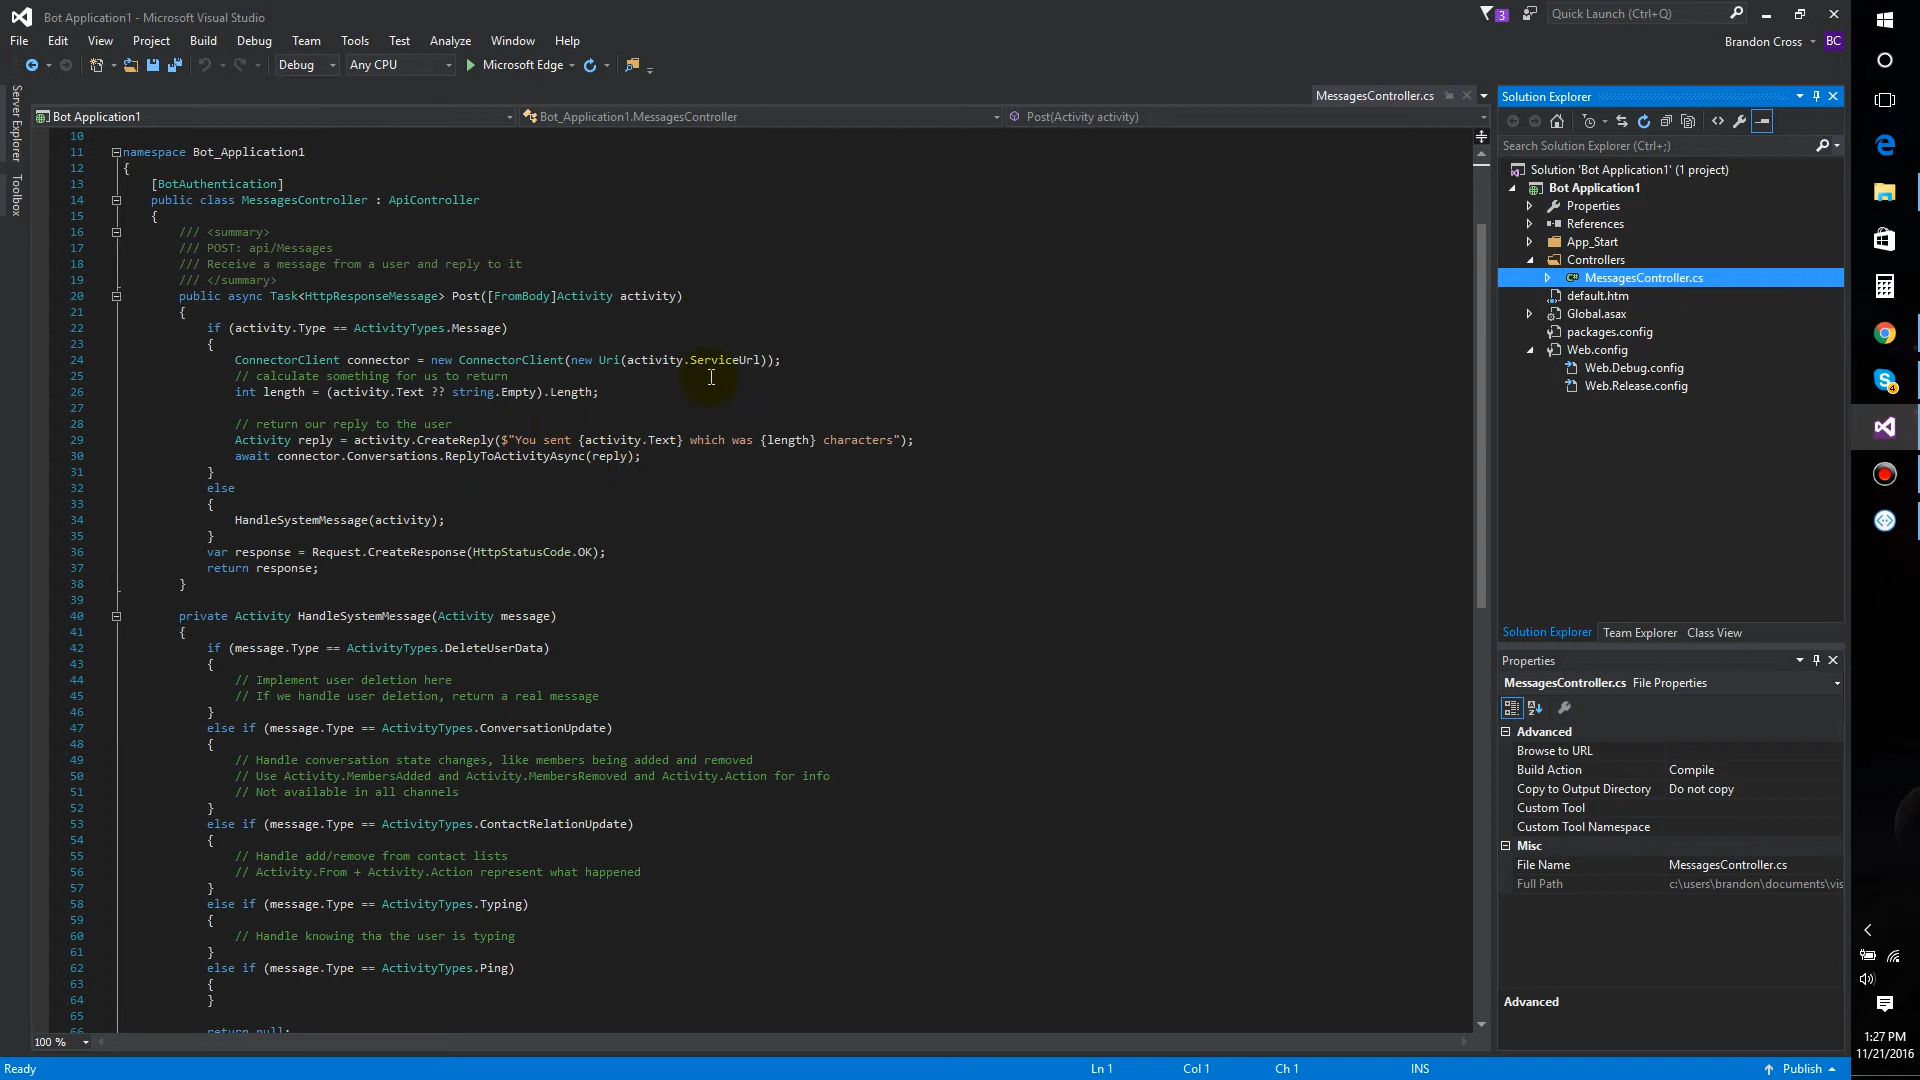 Bot Application1 - Microsoft Visual Studio
3
Quick Launch (Ctrl+Q)
File Edit View Project Build Debug Team Tools Test Analyze Window Help
Brandon Cross BC
Debug Any CPU Microsoft Edge
Server Explorer
Toolbox
MessagesController.cs
Bot Application1 Bot_Application1.MessagesController Post(Activity activity)
10
11 namespace Bot_Application1
12 {
13 [BotAuthentication]
14 public class MessagesController : ApiController
15 {
16 /// <summary>
17 /// POST: api/Messages
18 /// Receive a message from a user and reply to it
19 /// </summary>
20 public async Task<HttpResponseMessage> Post([FromBody]Activity activity)
21 {
22 if (activity.Type == ActivityTypes.Message)
23 {
24 ConnectorClient connector = new ConnectorClient(new Uri(activity.ServiceUrl));
25 // calculate something for us to return
26 int length = (activity.Text ?? string.Empty).Length;
27
28 // return our reply to the user
29 Activity reply = activity.CreateReply($"You sent {activity.Text} which was {length} characters");
30 await connector.Conversations.ReplyToActivityAsync(reply);
31 }
32 else
33 {
34 HandleSystemMessage(activity);
35 }
36 var response = Request.CreateResponse(HttpStatusCode.OK);
37 return response;
38 }
39
40 private Activity HandleSystemMessage(Activity message)
41 {
42 if (message.Type == ActivityTypes.DeleteUserData)
43 {
44 // Implement user deletion here
45 // If we handle user deletion, return a real message
46 }
47 else if (message.Type == ActivityTypes.ConversationUpdate)
48 {
49 // Handle conversation state changes, like members being added and removed
50 // Use Activity.MembersAdded and Activity.MembersRemoved and Activity.Action for info
51 // Not available in all channels
52 }
53 else if (message.Type == ActivityTypes.ContactRelationUpdate)
54 {
55 // Handle add/remove from contact lists
56 // Activity.From + Activity.Action represent what happened
57 }
58 else if (message.Type == ActivityTypes.Typing)
59 {
60 // Handle knowing tha the user is typing
61 }
62 else if (message.Type == ActivityTypes.Ping)
63 {
64 }
65
66 return null;
100 %
Solution Explorer
Search Solution Explorer (Ctrl+;)
Solution 'Bot Application1' (1 project)
Bot Application1
Properties
References
App_Start
Controllers
MessagesController.cs
default.htm
Global.asax
packages.config
Web.config
Web.Debug.config
Web.Release.config
Solution Explorer Team Explorer Class View
Properties
MessagesController.cs File Properties
Advanced
Browse to URL
Build Action Compile
Copy to Output Directory Do not copy
Custom Tool
Custom Tool Namespace
Misc
File Name MessagesController.cs
Full Path c:\users\brandon\documents\vis
Advanced
4
1:27 PM
11/21/2016
Ready Ln 1 Col 1 Ch 1 INS Publish